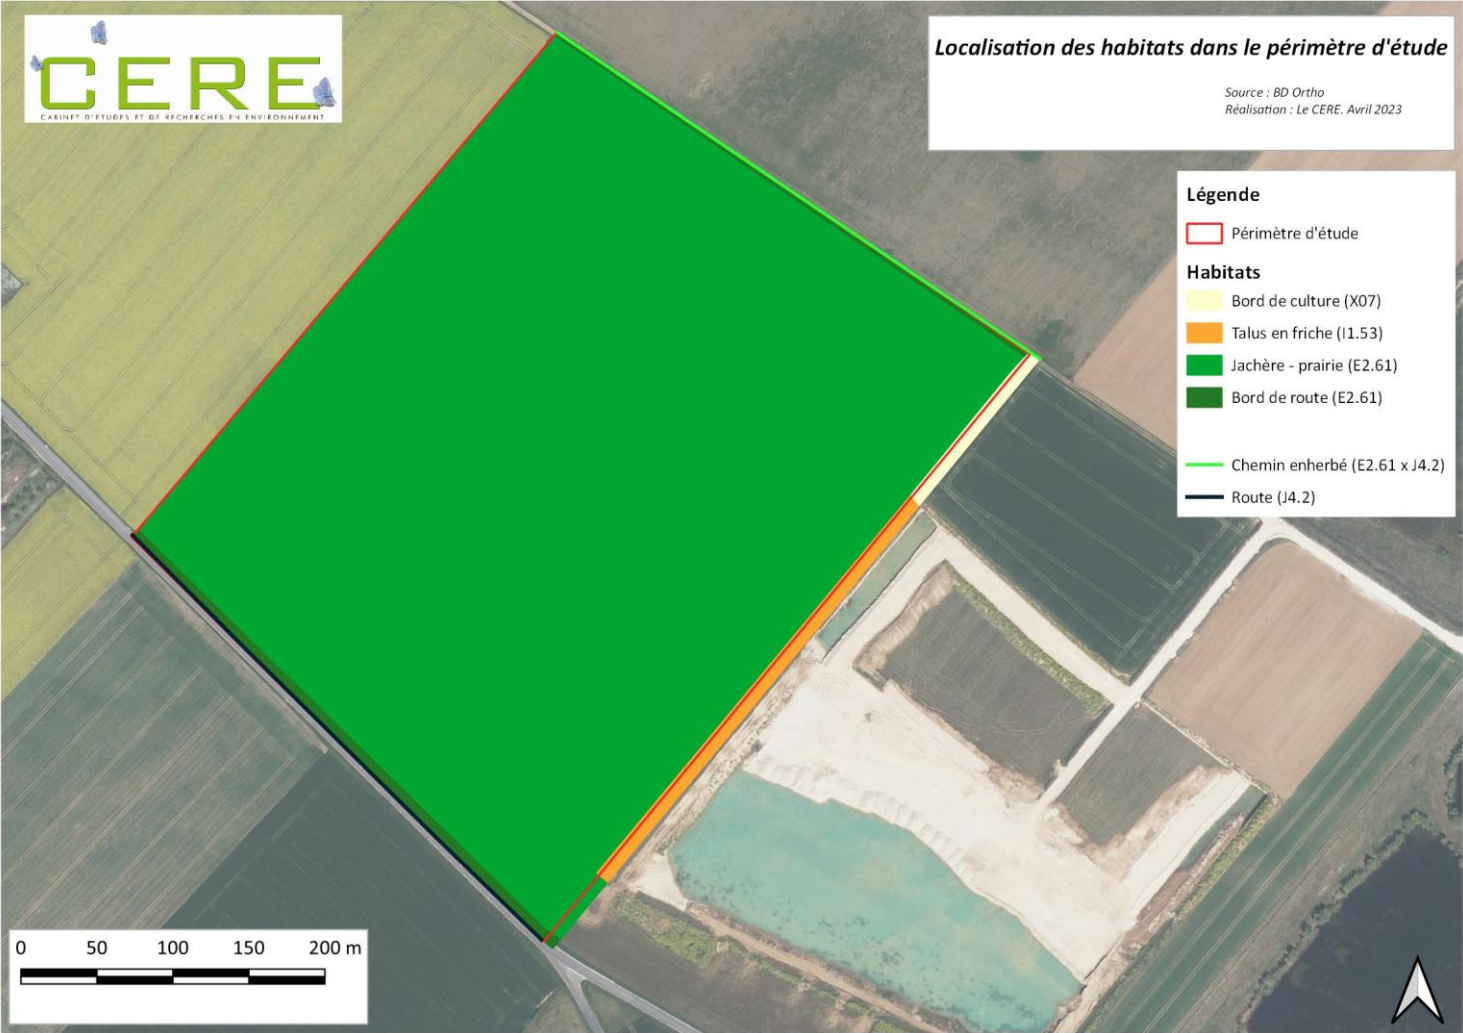 CERE
CABINET D'ETUDES ET DE RECHERCHES EN ENVIRONNEMENT
Localisation des habitats dans le périmètre d'étude
Source : BD Ortho
Réalisation : Le CERE. Avril 2023
Légende
Périmètre d'étude
Habitats
Bord de culture (X07)
Talus en friche (I1.53)
Jachère - prairie (E2.61)
Bord de route (E2.61)
Chemin enherbé (E2.61 x J4.2)
Route (J4.2)
0 50 100 150 200 m